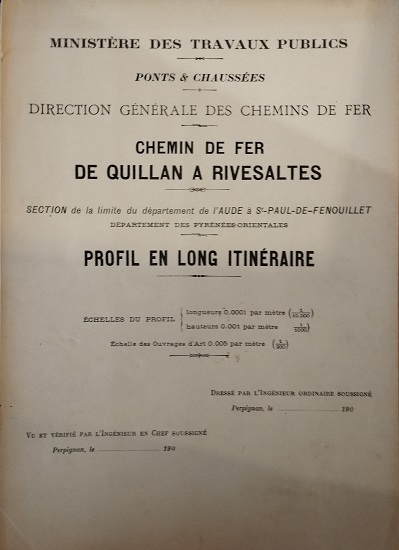 MINISTÈRE DES TRAVAUX PUBLICS
PONTS & CHAUSSÉES
DIRECTION GÉNÉRALE DES CHEMINS DE FER
CHEMIN DE FER
DE QUILLAN A RIVESALTES
SECTION de la limite du département de l'AUDE à St-PAUL-DE-FENOUILLET
DÉPARTEMENT DES PYRÉNÉES-ORIENTALES
PROFIL EN LONG ITINÉRAIRE
ÉCHELLES DU PROFIL { longueurs 0,0001 par mètre (1/10.000)
hauteurs 0.001 par mètre 1/1000)
Échelle des Ouvrages d'Art 0.005 par mètre (1/200)
DRESSÉ PAR L'INGÉNIEUR ORDINAIRE SOUSSIGNÉ
Perpignan, le ........................ 190
VU ET VÉRIFIÉ PAR L'INGÉNIEUR EN CHEF SOUSSIGNÉ
Perpignan, le ........................ 190